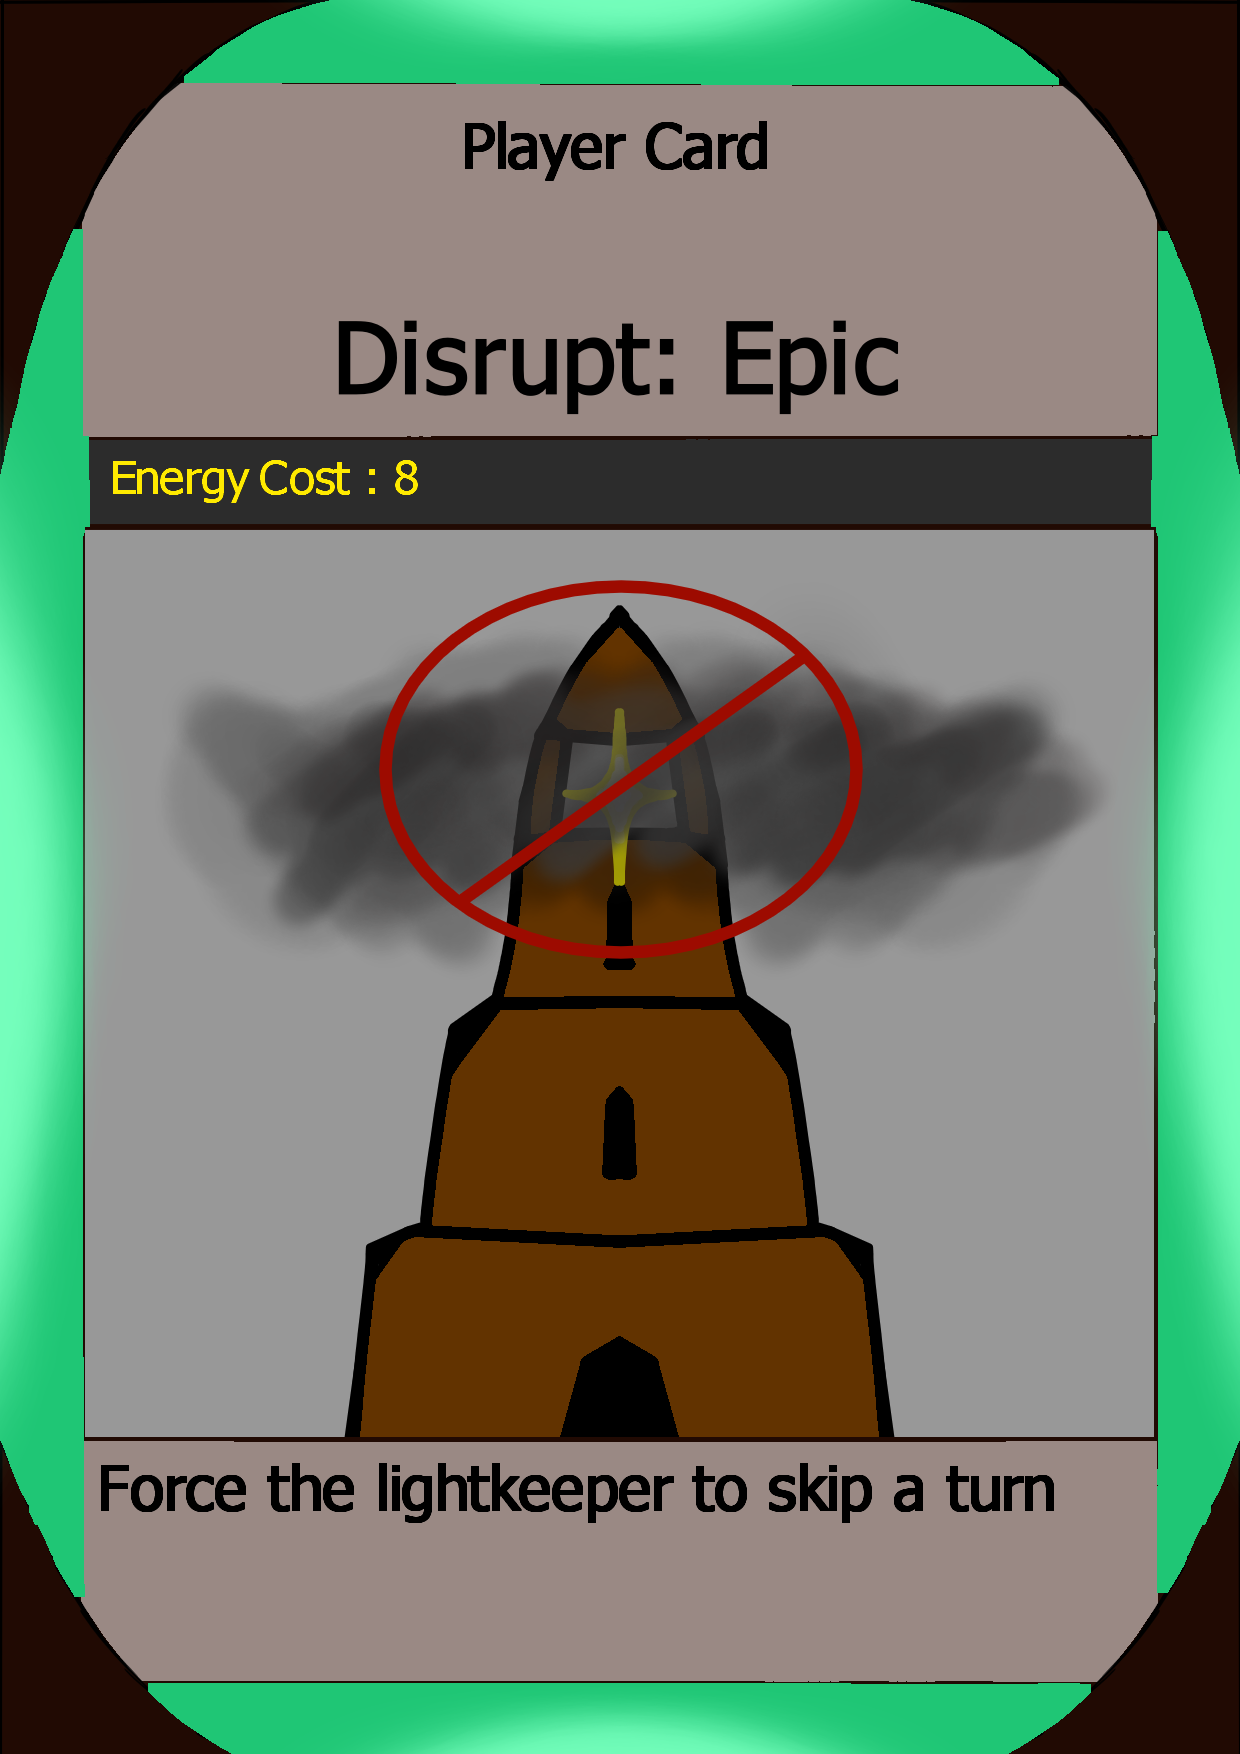 Player Card
Disrupt: Epic
Energy Cost : 8
Force the lightkeeper to skip a turn